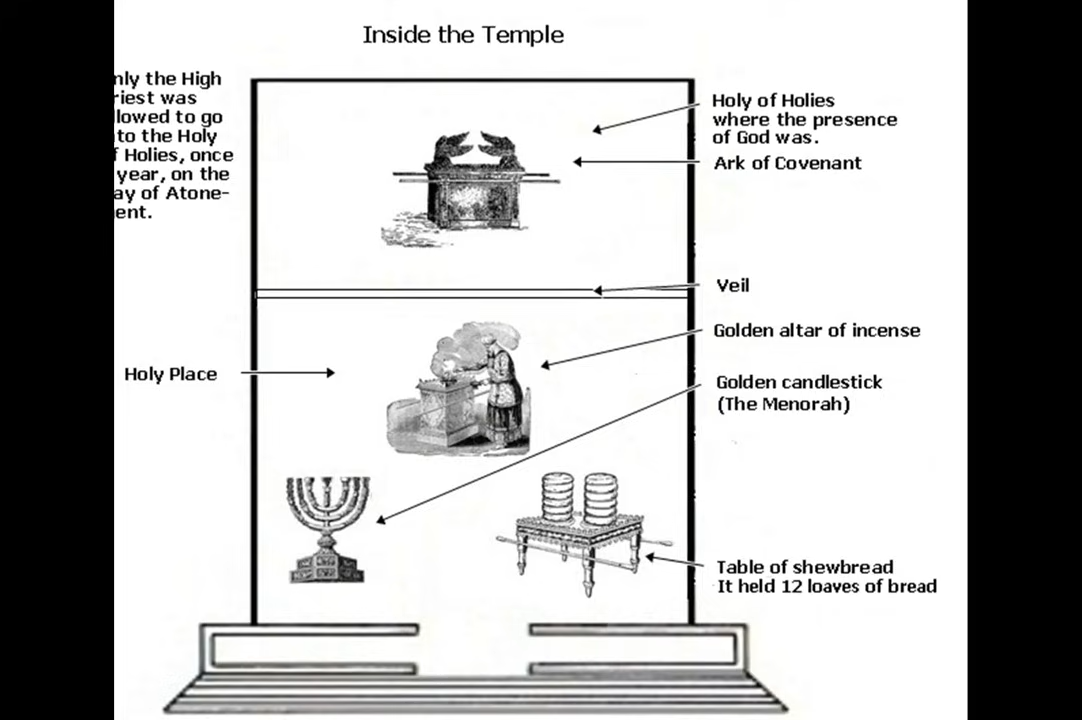 Inside the Temple
nly the High
riest was
lowed to go
to the Holy
f Holies, once
year, on the
ay of Atone-
ent.
Holy of Holies
where the presence
of God was.
Ark of Covenant
Veil
Golden altar of incense
Holy Place
Golden candlestick
(The Menorah)
Table of shewbread
It held 12 loaves of bread